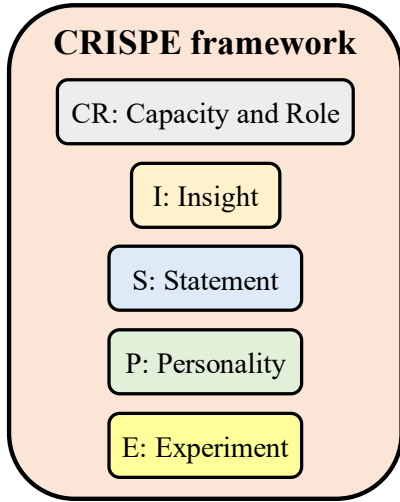 CRISPE framework
CR: Capacity and Role
I: Insight
S: Statement
P: Personality
E: Experiment